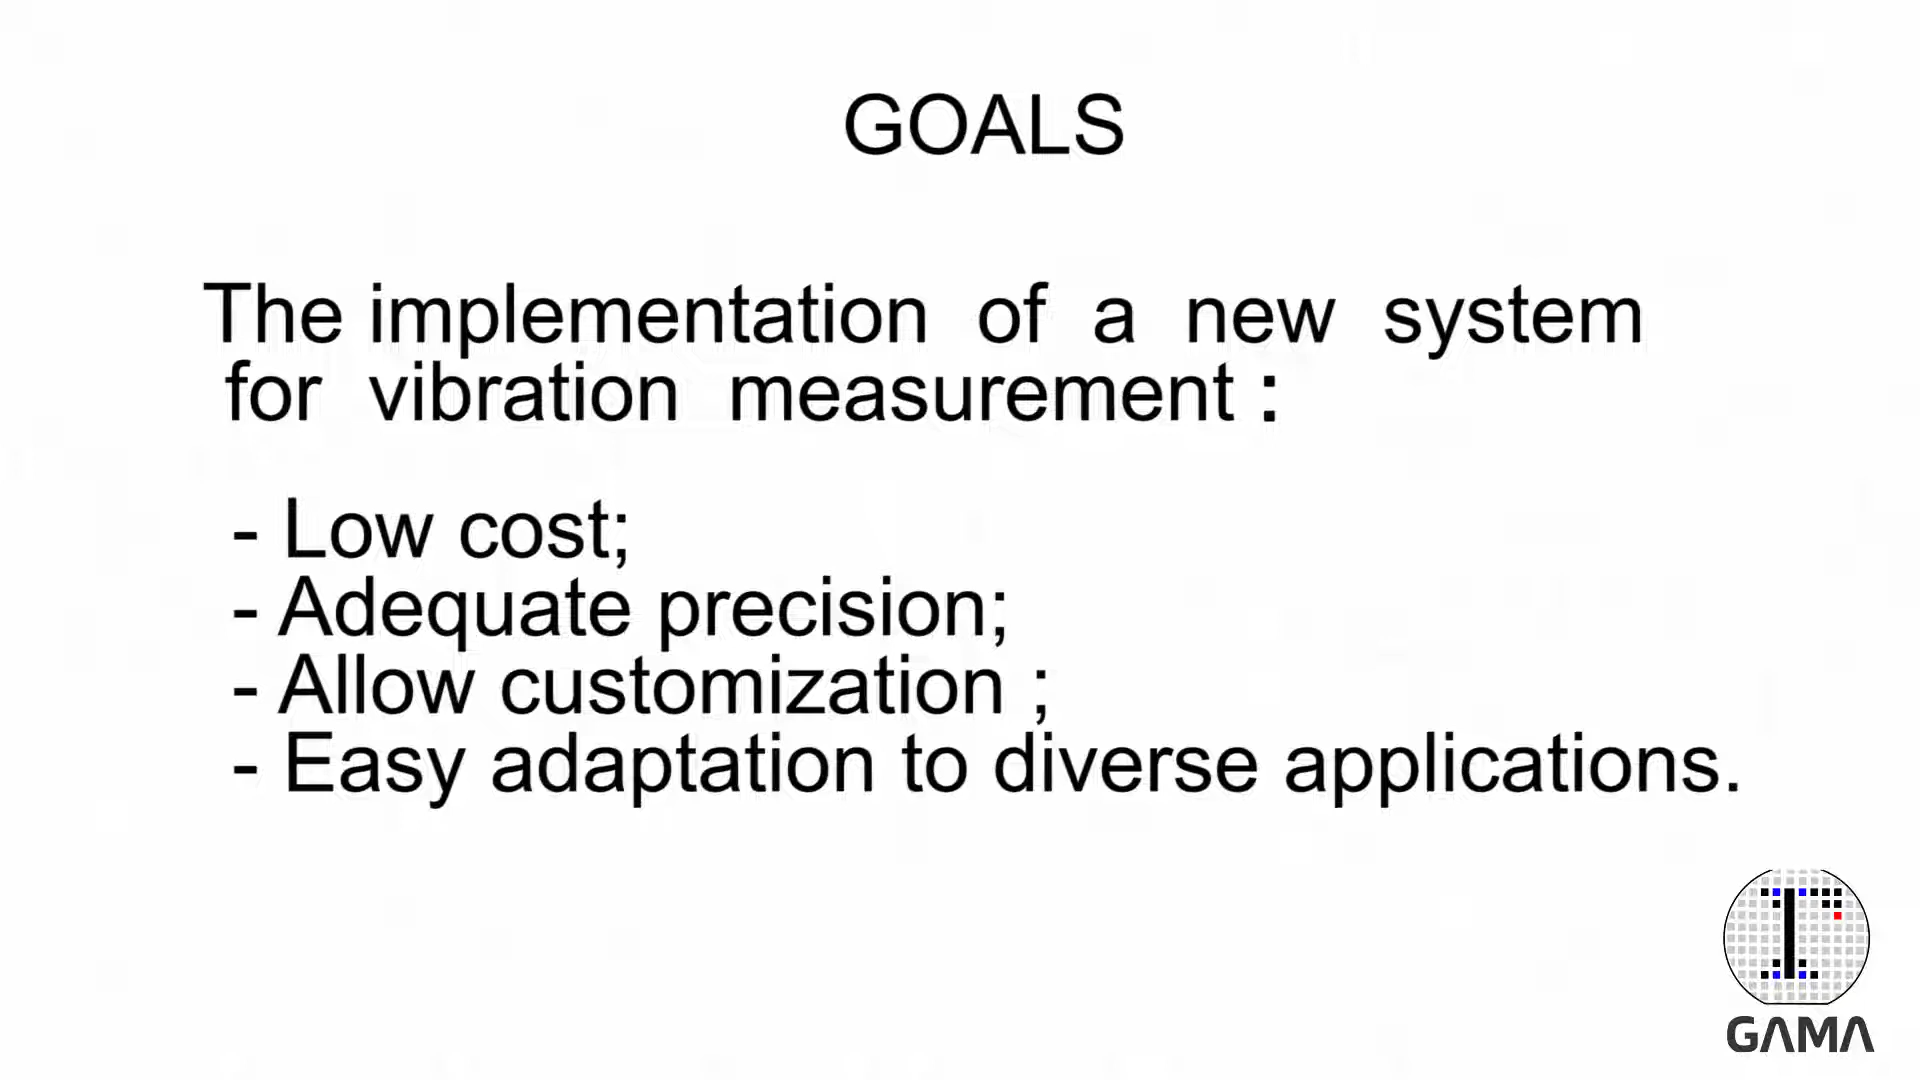 GOALS
The implementation of a new system
for vibration measurement :
- Low cost;
- Adequate precision;
- Allow customization ;
- Easy adaptation to diverse applications.
GAMA